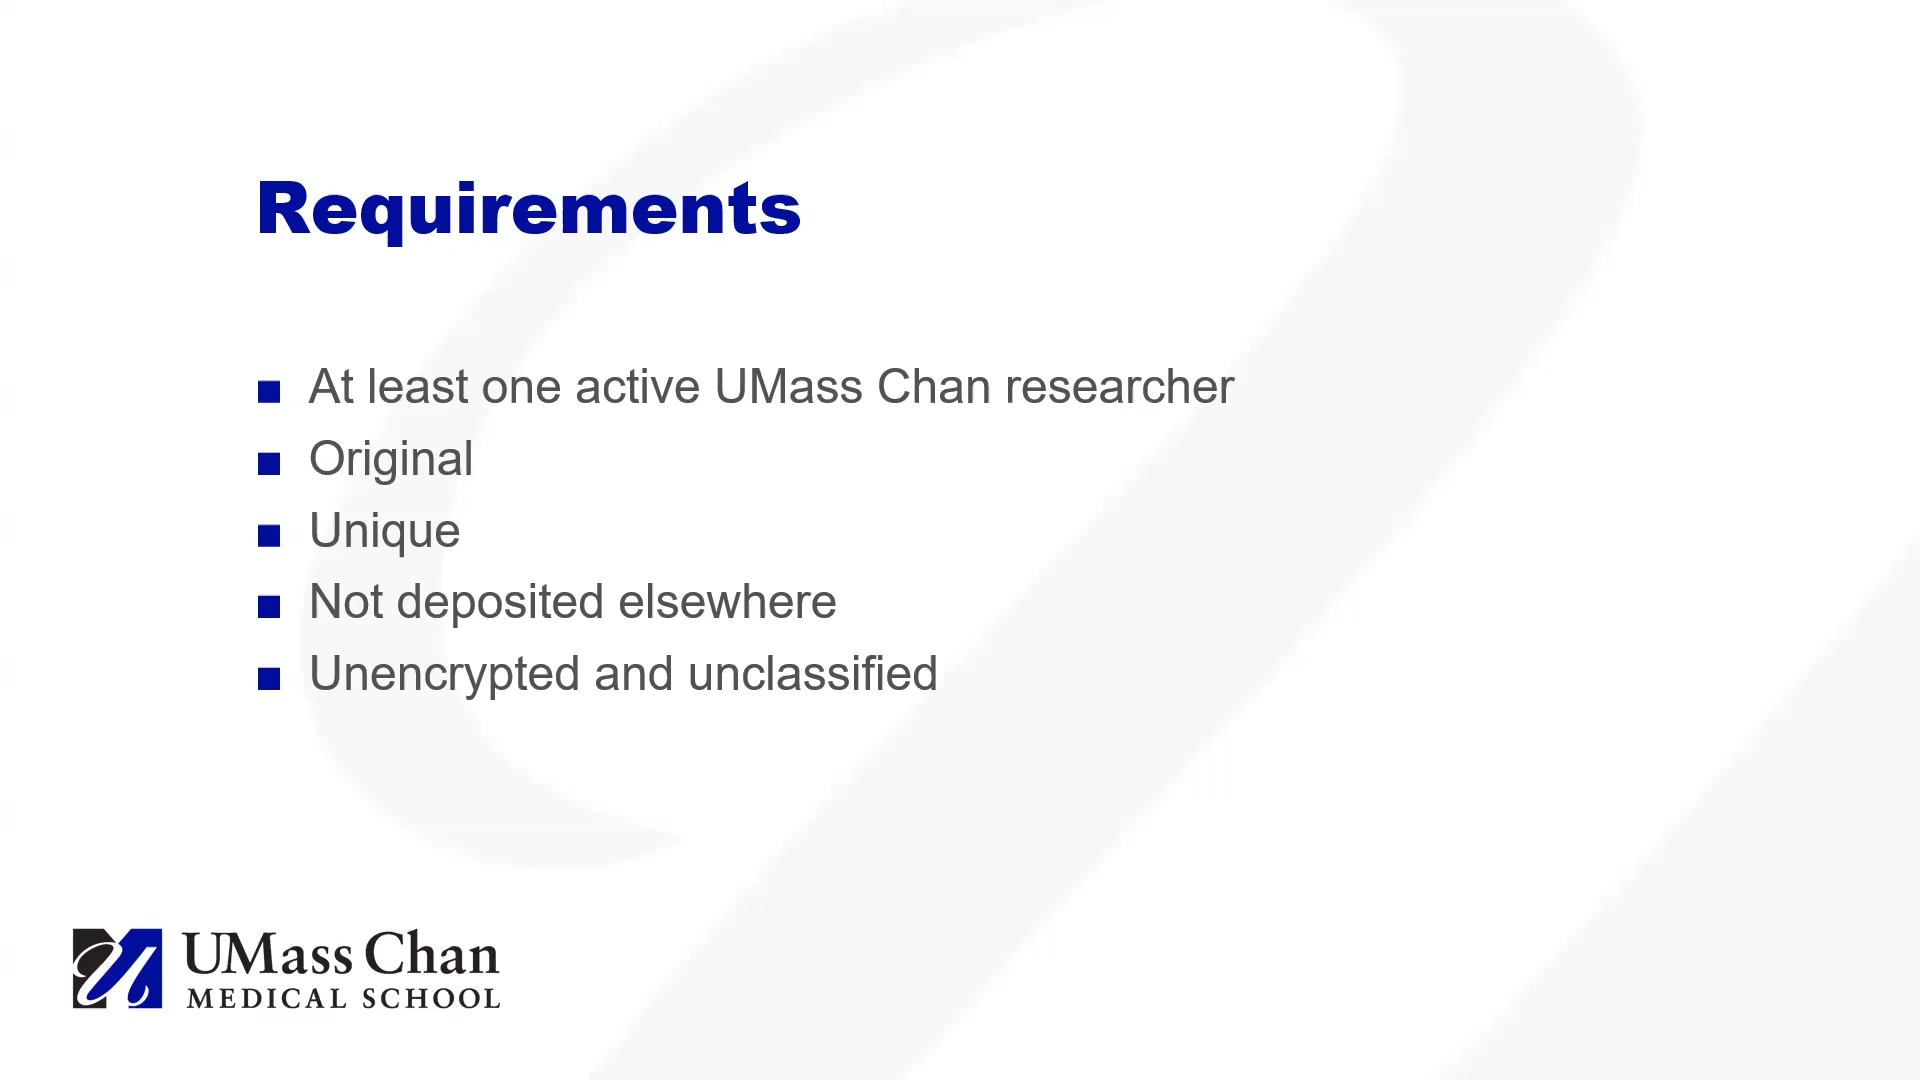 Requirements
At least one active UMass Chan researcher
Original
Unique
Not deposited elsewhere
Unencrypted and unclassified
UMass Chan
MEDICAL SCHOOL